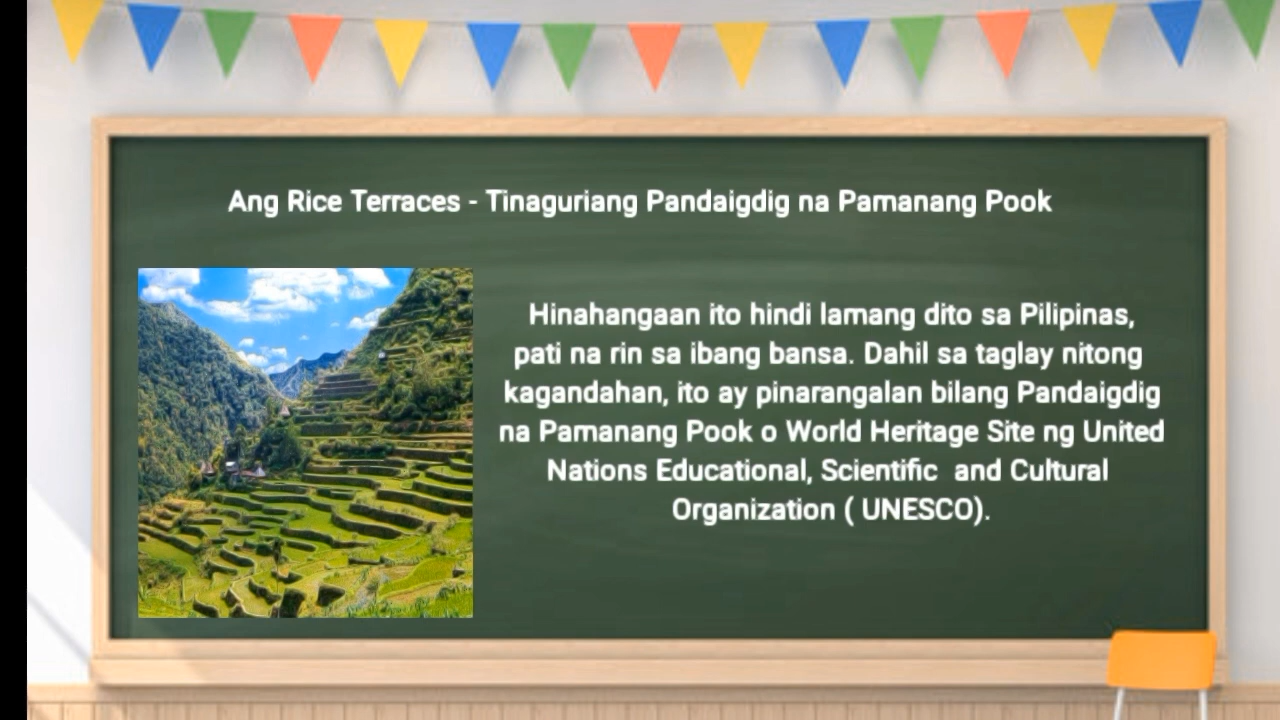 Ang Rice Terraces - Tinaguriang Pandaigdig na Pamanang Pook
Hinahangaan ito hindi lamang dito sa Pilipinas,
pati na rin sa ibang bansa. Dahil sa taglay nitong
kagandahan, ito ay pinarangalan bilang Pandaigdig
na Pamanang Pook o World Heritage Site ng United
Nations Educational, Scientific  and Cultural
Organization ( UNESCO).